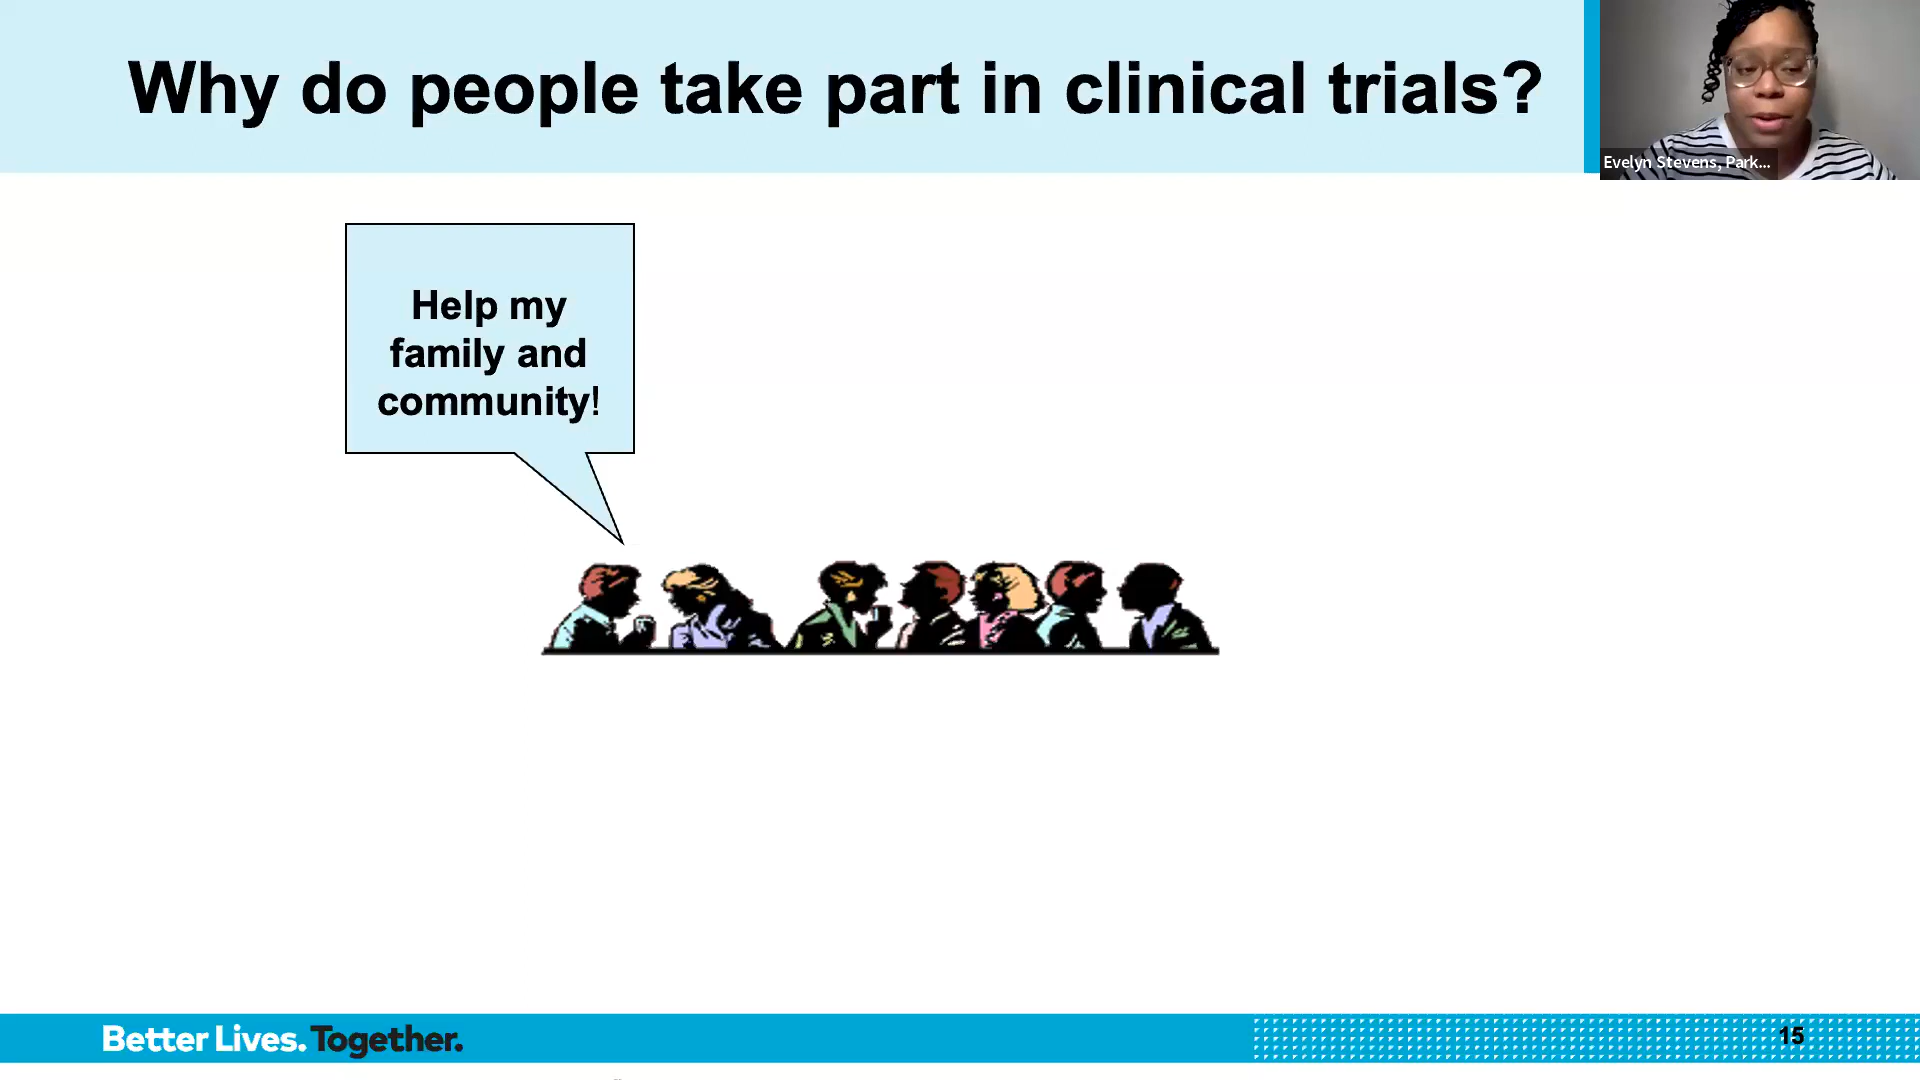 Why do people take part in clinical trials?
Evelyn Stevens, Park...
Help my
family and
community!
Better Lives. Together.
15